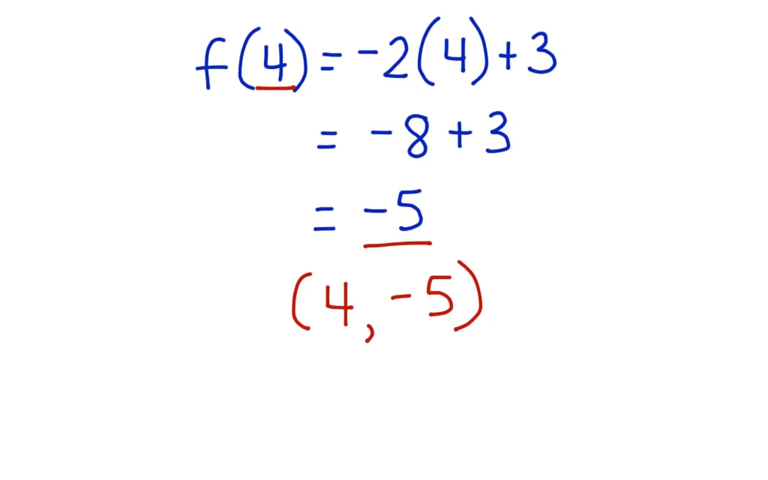 f(4) = -2(4) + 3
= -8 + 3
= -5
(4, -5)